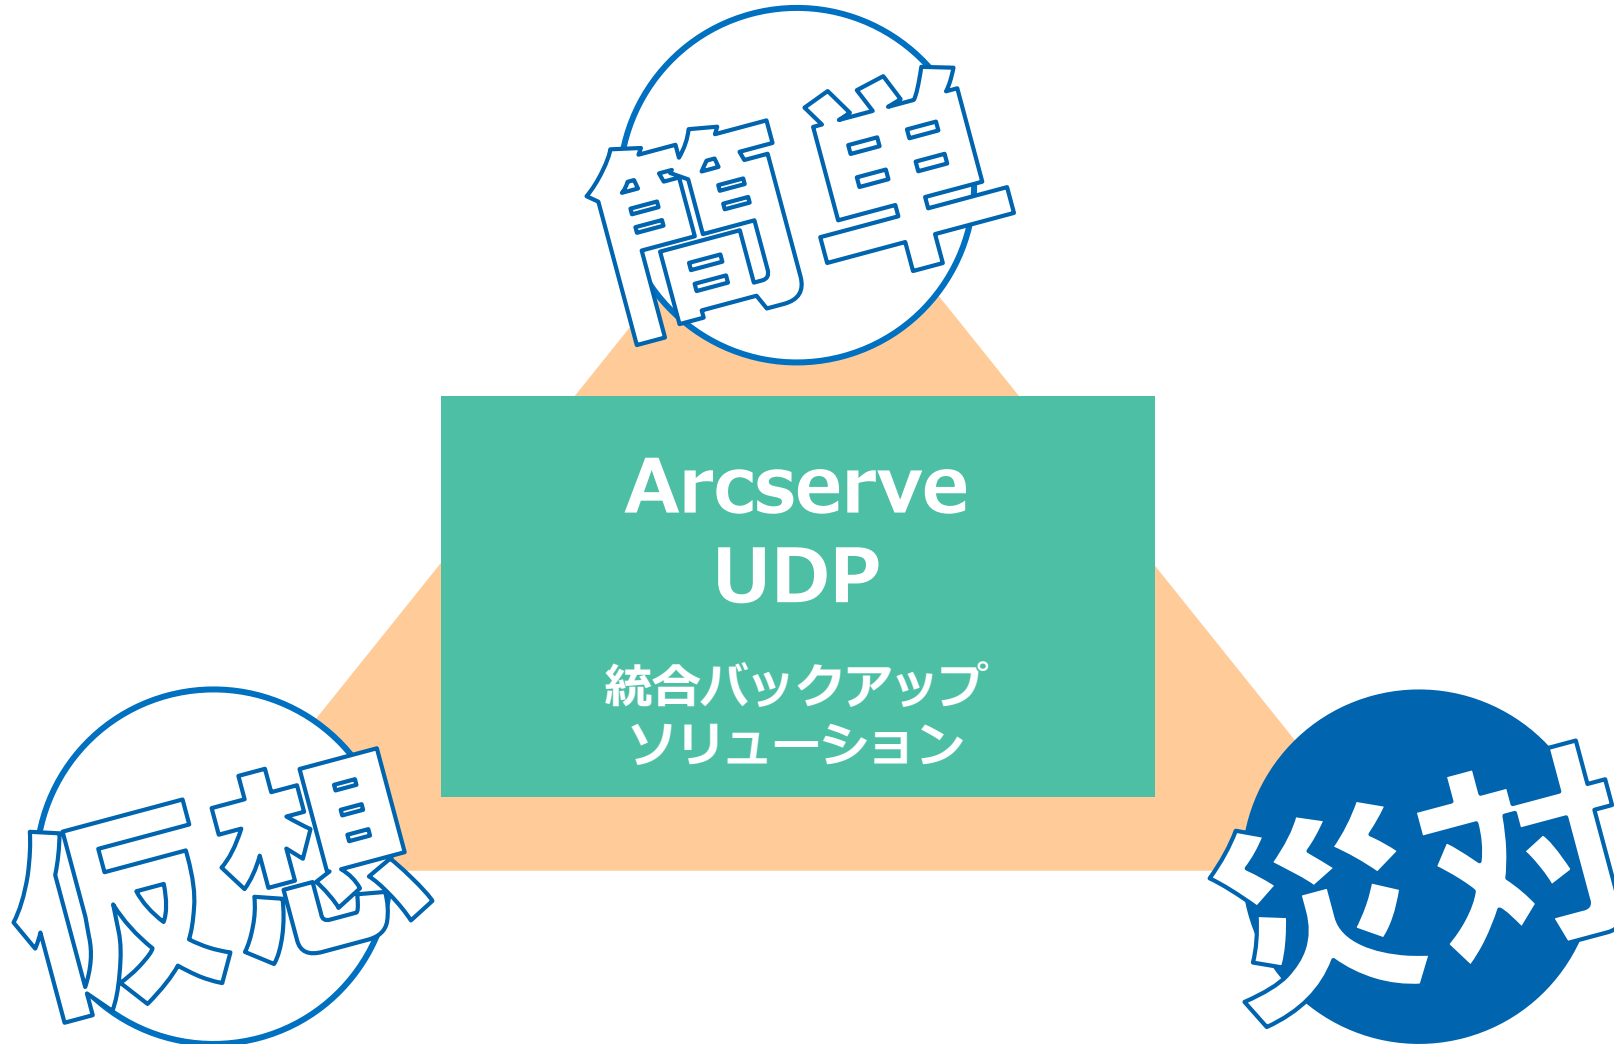 簡単
Arcserve
UDP
統合バックアップ
ソリューション
仮想
災対